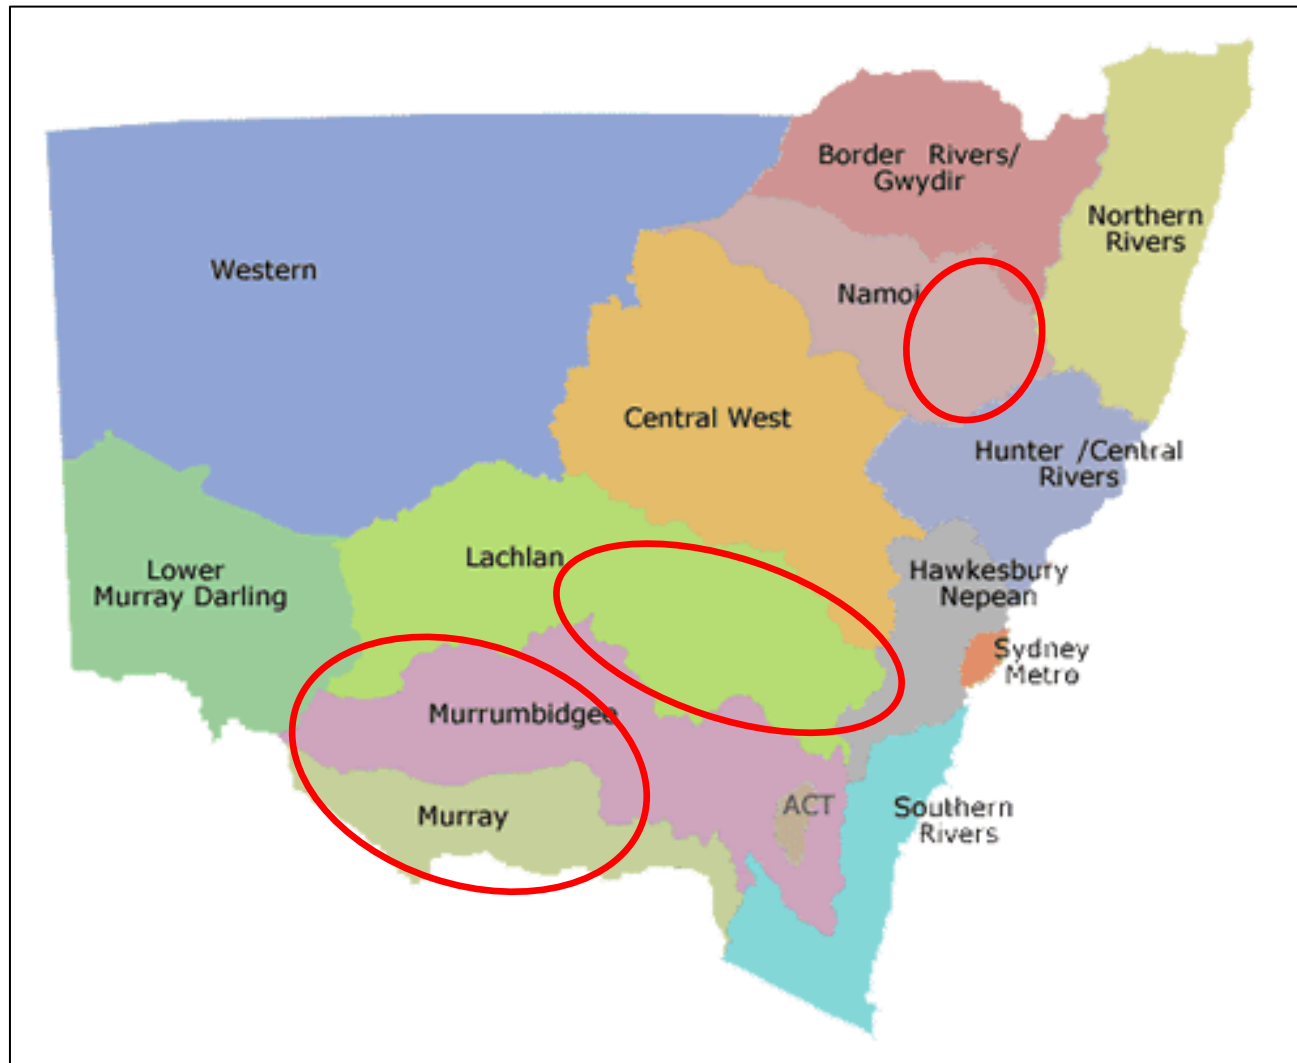 Border Rivers/
Gwydir
Northern
Rivers
Western
Namoi
Central West
Hunter /Central
Rivers
Lachlan
Lower
Murray Darling
Hawkesbury
Nepean
Sydney
Metro
Murrumbidgee
ACT
Murray
Southern
Rivers